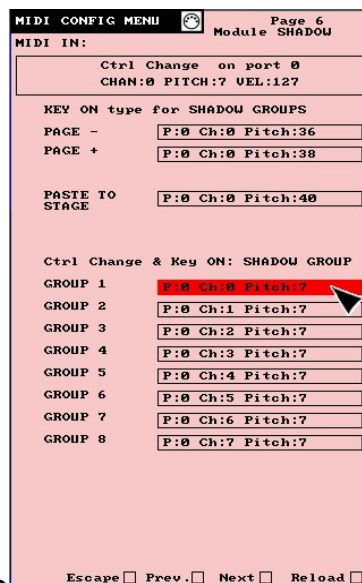 MIDI CONFIG MENU Page 6
Module SHADOW
MIDI IN:
Ctrl Change on port 0
CHAN:0 PITCH:7 VEL:127
KEY ON type for SHADOW GROUPS
PAGE - P:0 Ch:0 Pitch:36
PAGE + P:0 Ch:0 Pitch:38
PASTE TO
STAGE P:0 Ch:0 Pitch:40
Ctrl Change & Key ON: SHADOW GROUP
GROUP 1 P:0 Ch:0 Pitch:7
GROUP 2 P:0 Ch:1 Pitch:7
GROUP 3 P:0 Ch:2 Pitch:7
GROUP 4 P:0 Ch:3 Pitch:7
GROUP 5 P:0 Ch:4 Pitch:7
GROUP 6 P:0 Ch:5 Pitch:7
GROUP 7 P:0 Ch:6 Pitch:7
GROUP 8 P:0 Ch:7 Pitch:7
Escape Prev. Next Reload